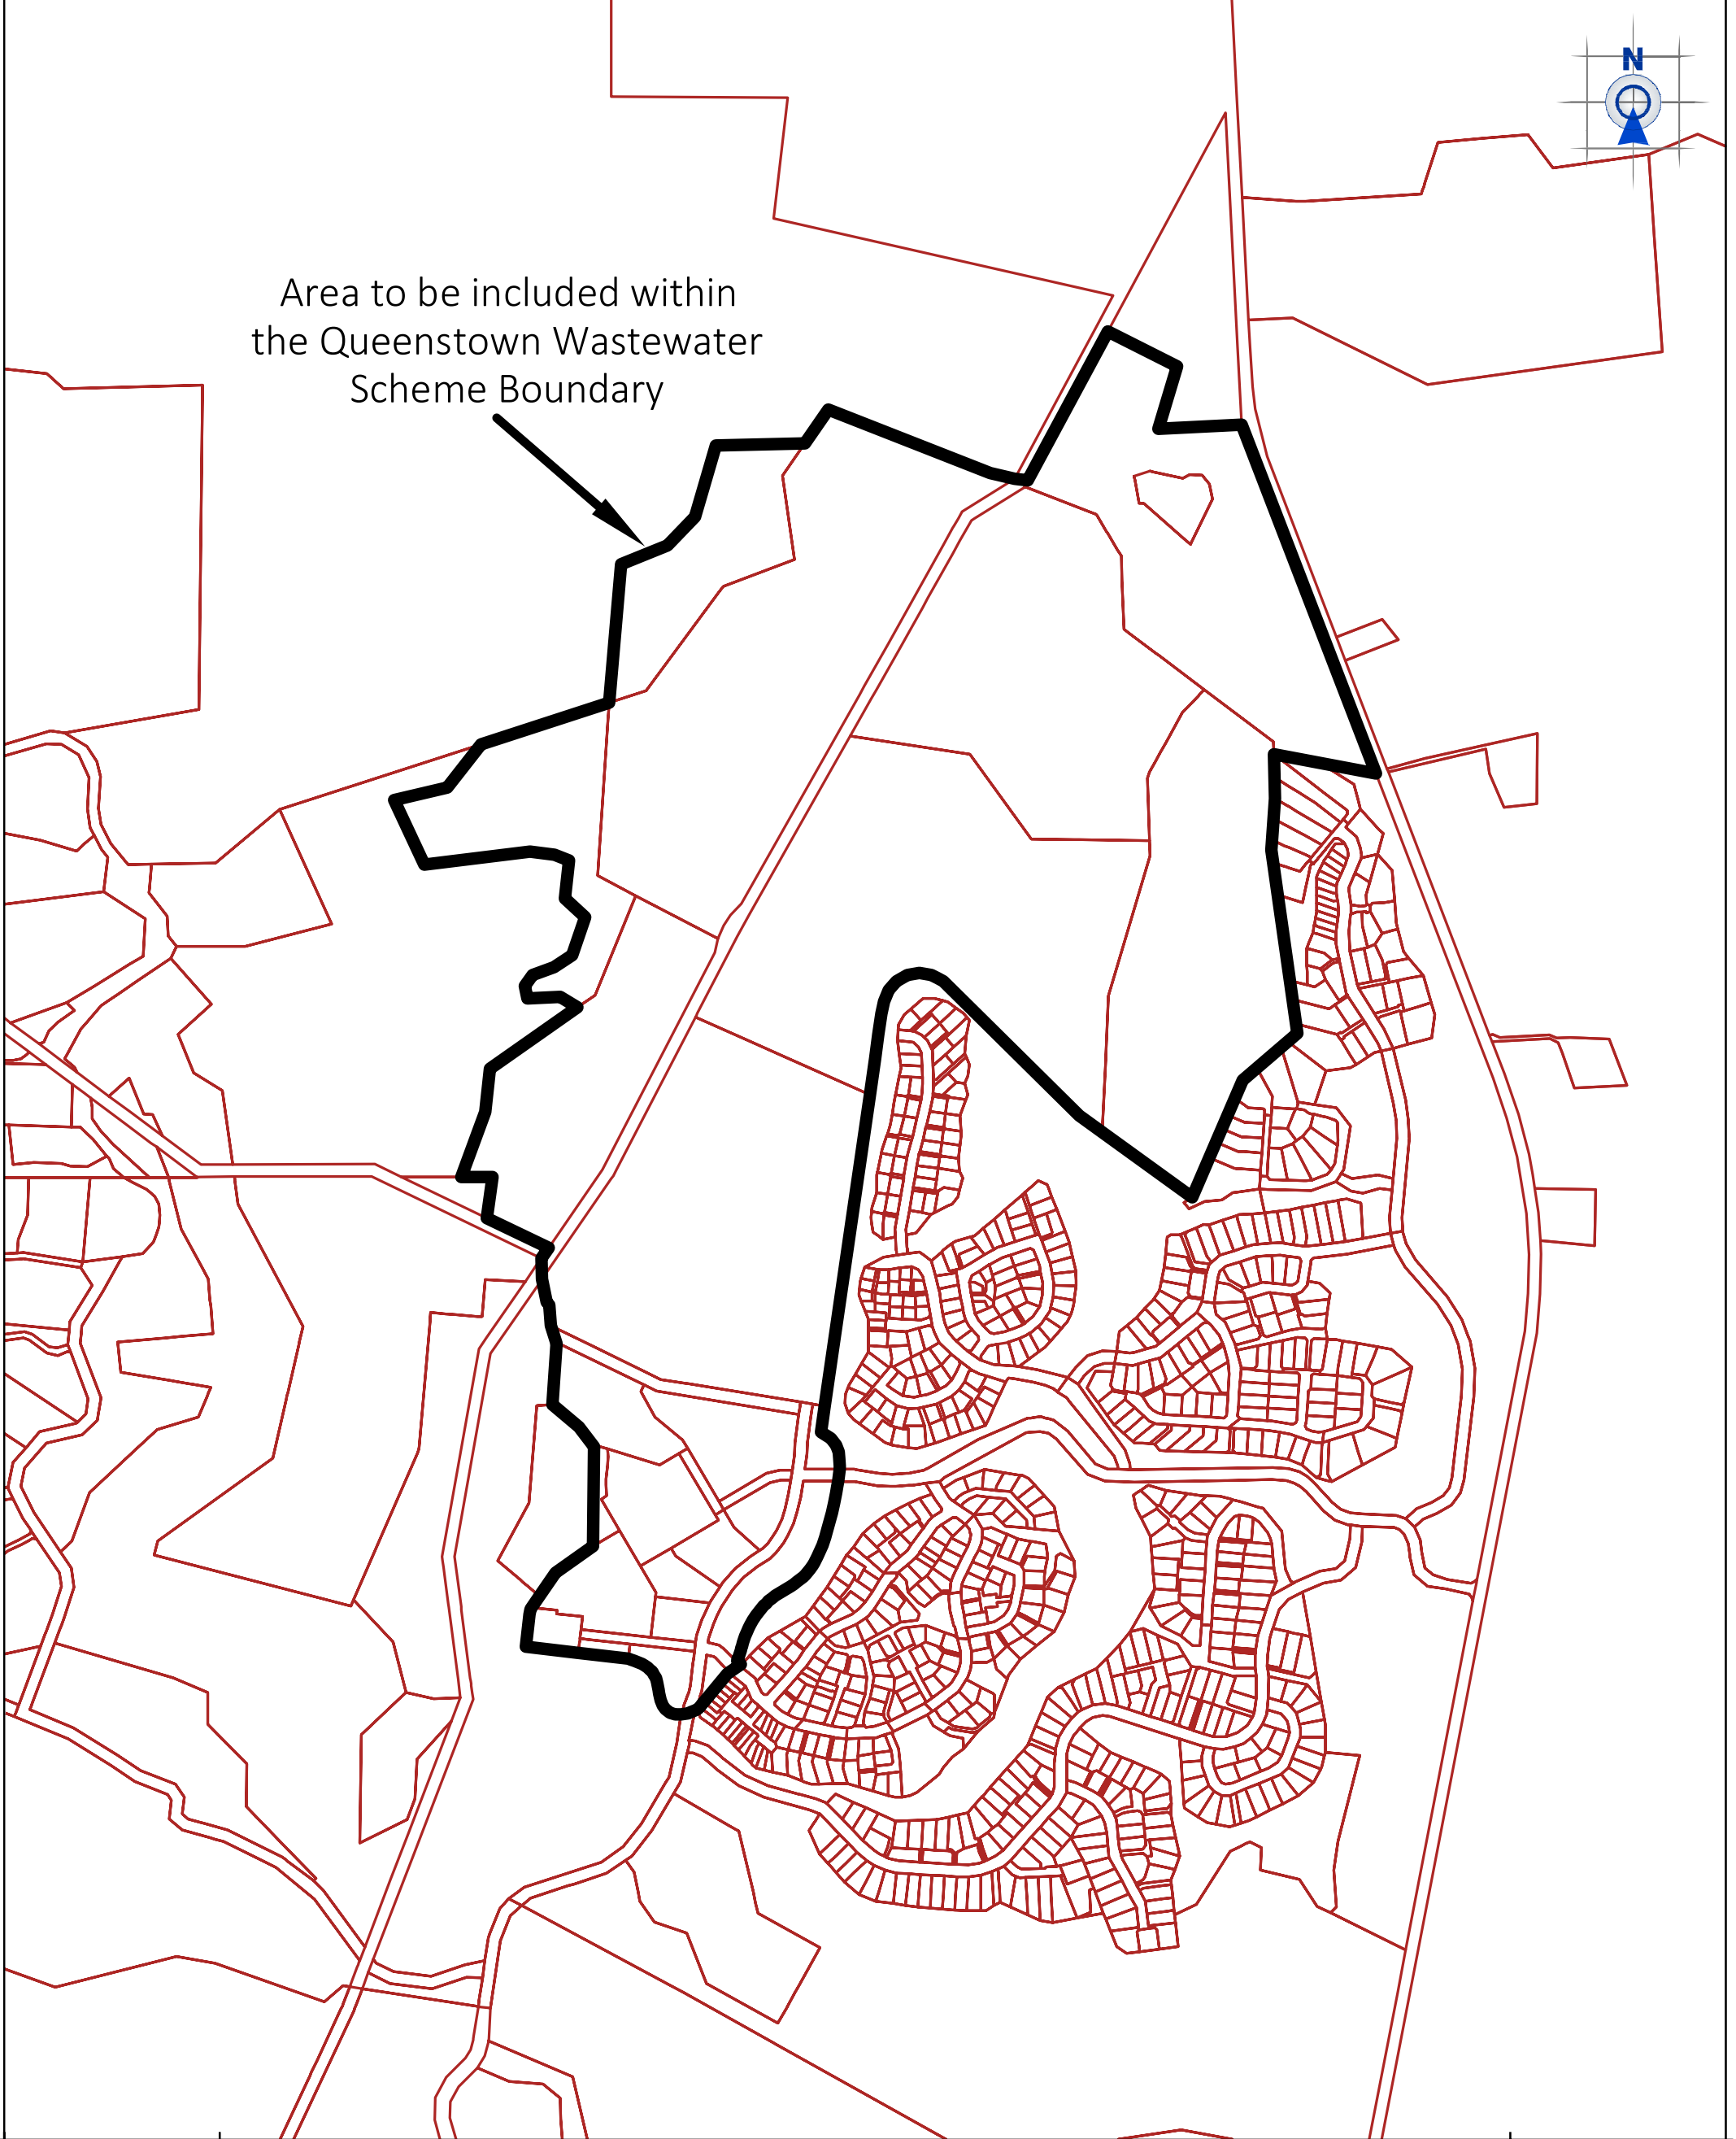 N
Area to be included within
the Queenstown Wastewater
Scheme Boundary